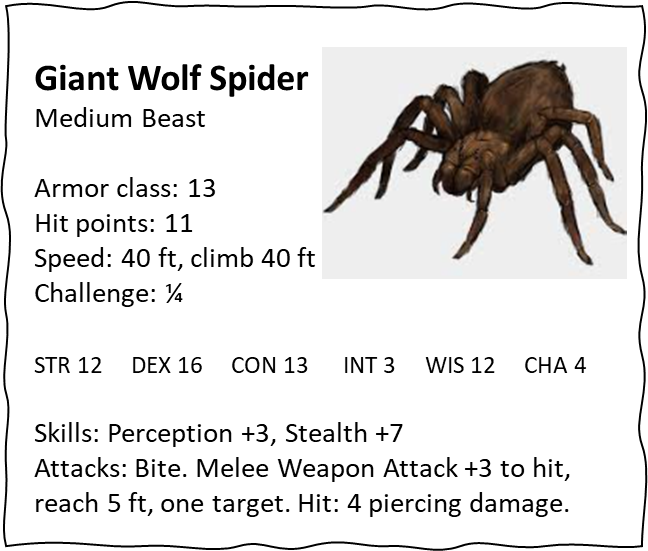 Giant Wolf Spider
Medium Beast
Armor class: 13
Hit points: 11
Speed: 40 ft, climb 40 ft
Challenge: ¼
STR 12 DEX 16 CON 13 INT 3 WIS 12 CHA 4
Skills: Perception +3, Stealth +7
Attacks: Bite. Melee Weapon Attack +3 to hit,
reach 5 ft, one target. Hit: 4 piercing damage.